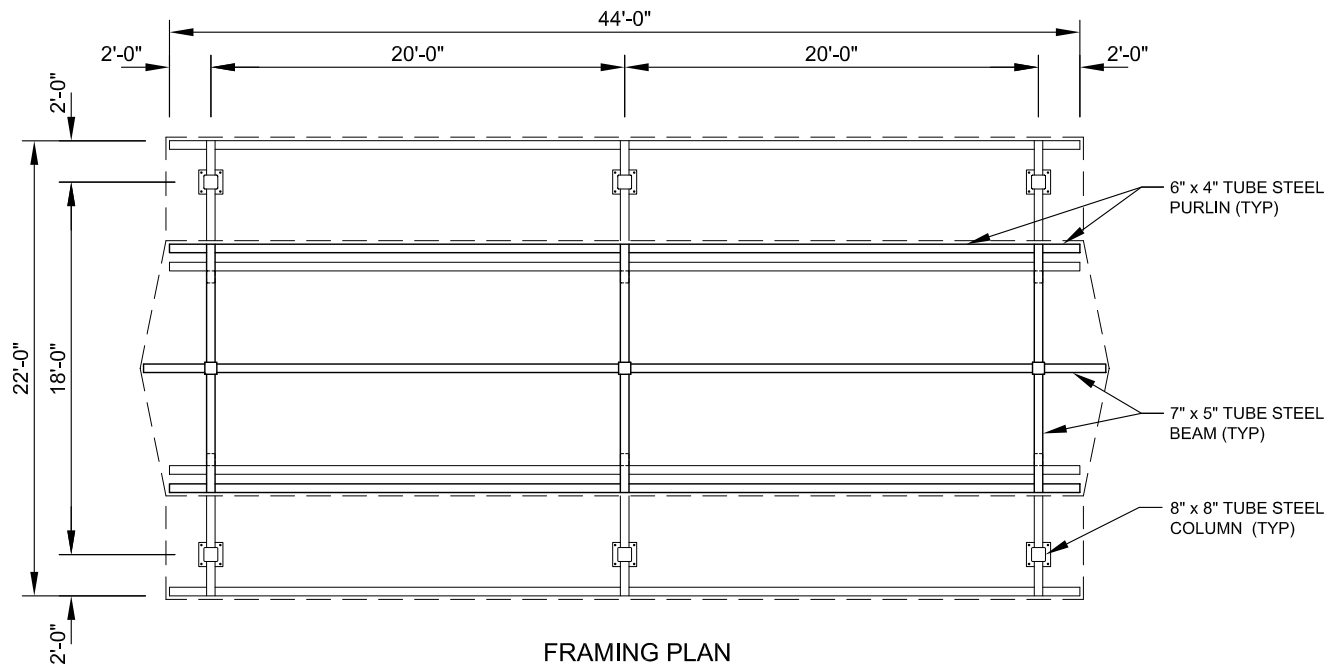 44'-0"
2'-0"
20'-0"
20'-0"
2'-0"
2'-0"
22'-0"
18'-0"
2'-0"
6" x 4" TUBE STEEL
PURLIN (TYP)
7" x 5" TUBE STEEL
BEAM (TYP)
8" x 8" TUBE STEEL
COLUMN (TYP)
FRAMING PLAN